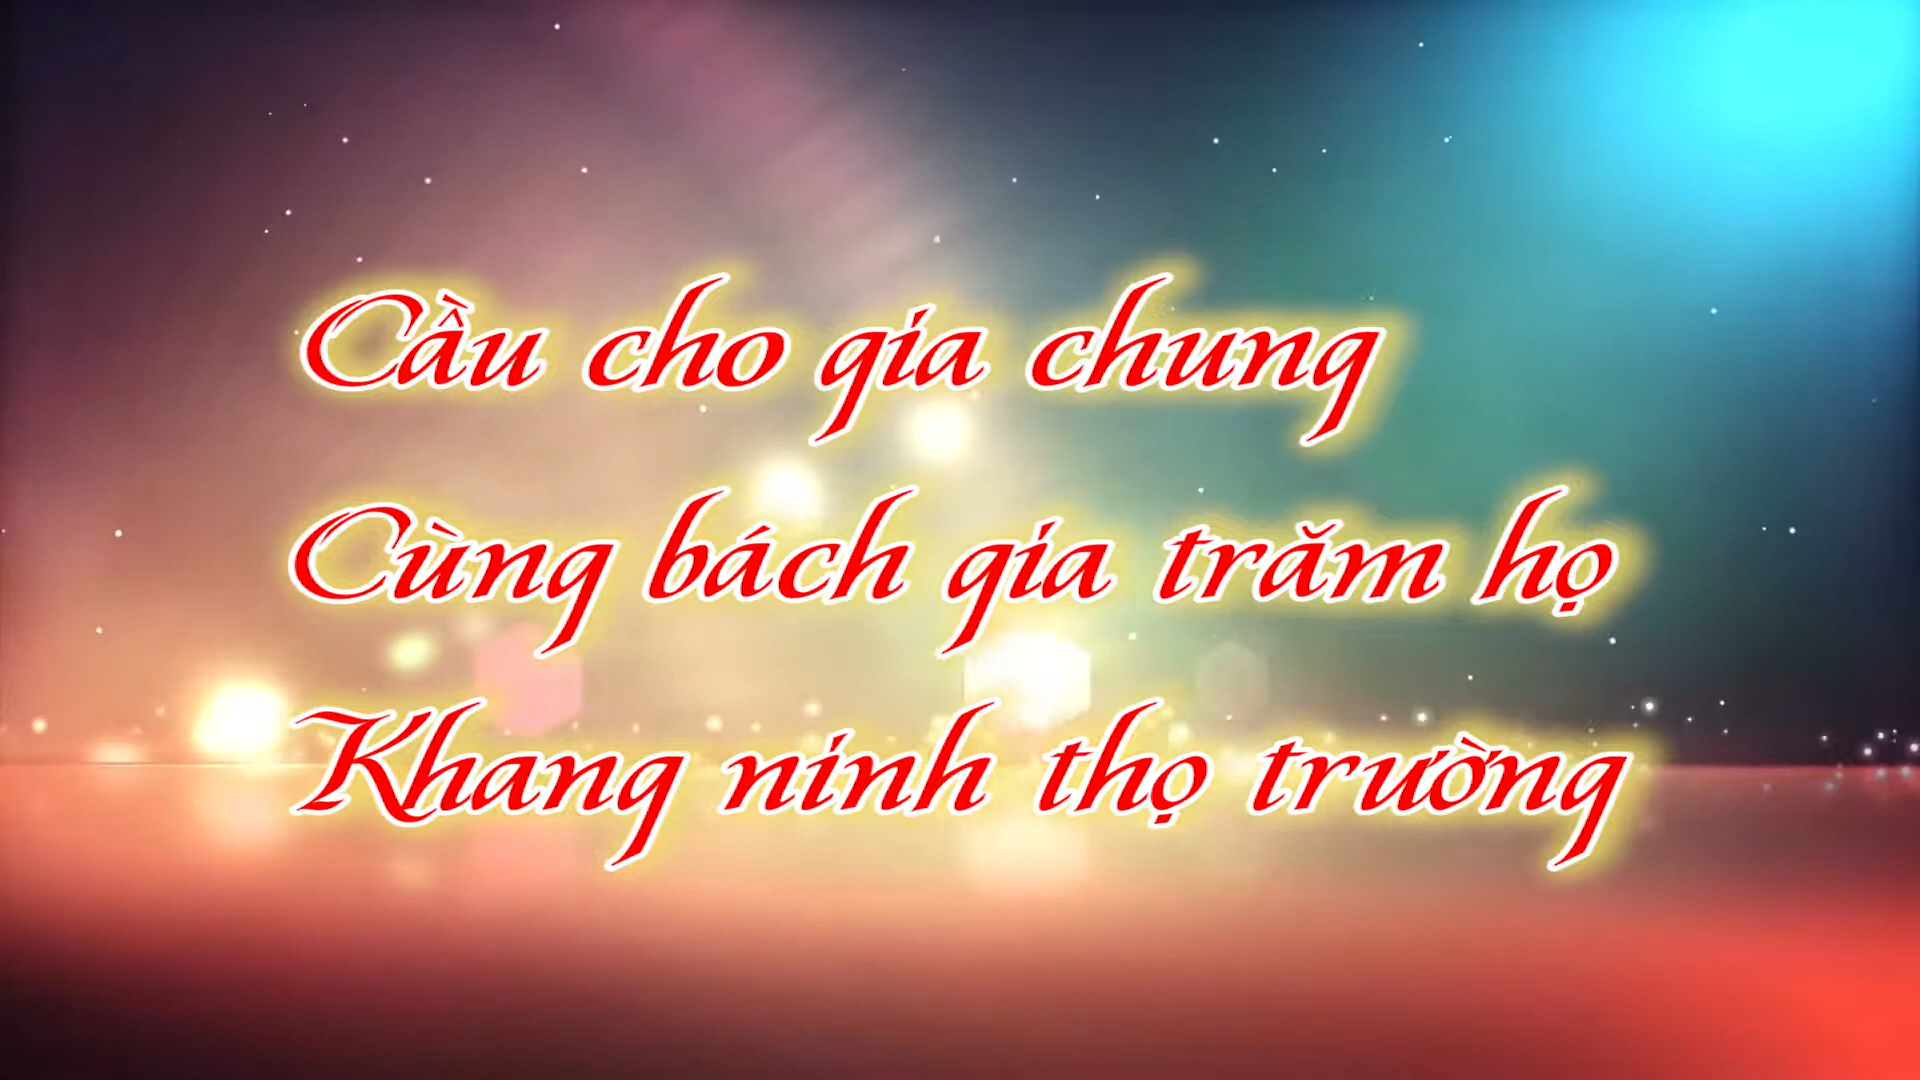 Cầu cho gia chung
Cùng bách gia trăm họ
Khang ninh thọ trường